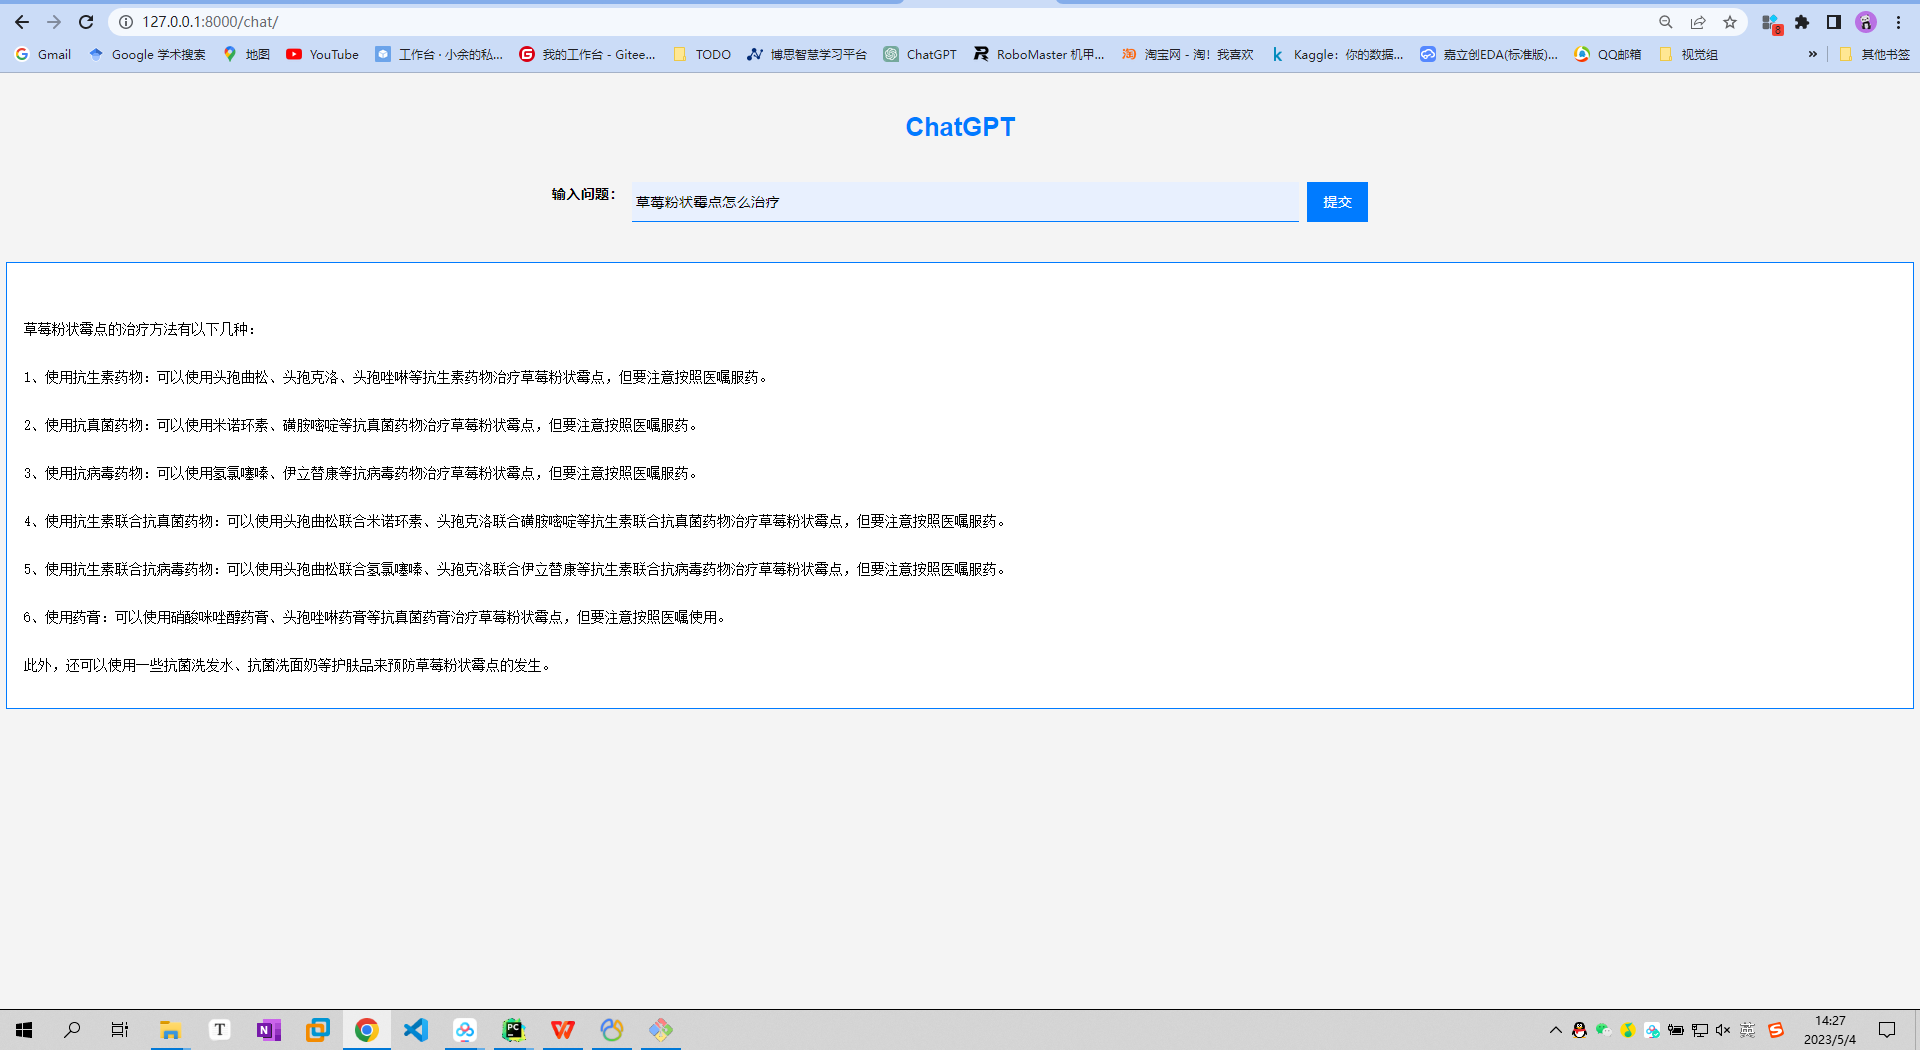 127.0.0.1:8000/chat/
8
Gmail
Google 学术搜索
地图
YouTube
工作台 · 小余的私...
我的工作台 - Gitee...
TODO
博思智慧学习平台
ChatGPT
RoboMaster 机甲...
淘 淘宝网 - 淘！我喜欢
k Kaggle：你的数据...
嘉立创EDA(标准版)...
QQ邮箱
视觉组
»
其他书签
ChatGPT
输入问题：
草莓粉状霉点怎么治疗
提交
草莓粉状霉点的治疗方法有以下几种：
1、使用抗生素药物：可以使用头孢曲松、头孢克洛、头孢唑啉等抗生素药物治疗草莓粉状霉点，但要注意按照医嘱服药。
2、使用抗真菌药物：可以使用米诺环素、磺胺嘧啶等抗真菌药物治疗草莓粉状霉点，但要注意按照医嘱服药。
3、使用抗病毒药物：可以使用氢氯噻嗪、伊立替康等抗病毒药物治疗草莓粉状霉点，但要注意按照医嘱服药。
4、使用抗生素联合抗真菌药物：可以使用头孢曲松联合米诺环素、头孢克洛联合磺胺嘧啶等抗生素联合抗真菌药物治疗草莓粉状霉点，但要注意按照医嘱服药。
5、使用抗生素联合抗病毒药物：可以使用头孢曲松联合氢氯噻嗪、头孢克洛联合伊立替康等抗生素联合抗病毒药物治疗草莓粉状霉点，但要注意按照医嘱服药。
6、使用药膏：可以使用硝酸咪唑醇药膏、头孢唑啉药膏等抗真菌药膏治疗草莓粉状霉点，但要注意按照医嘱使用。
此外，还可以使用一些抗菌洗发水、抗菌洗面奶等护肤品来预防草莓粉状霉点的发生。
T
N
PC
英
S
14:27
2023/5/4